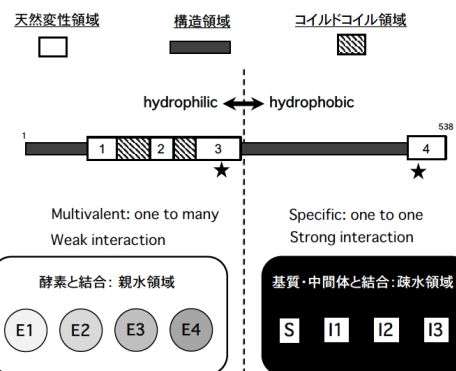 天然変性領域 構造領域 コイルドコイル領域
hydrophilic hydrophobic
1 538
1 2 3 4
Multivalent: one to many
Weak interaction
Specific: one to one
Strong interaction
酵素と結合：親水領域
E1 E2 E3 E4
基質・中間体と結合：疎水領域
S I1 I2 I3